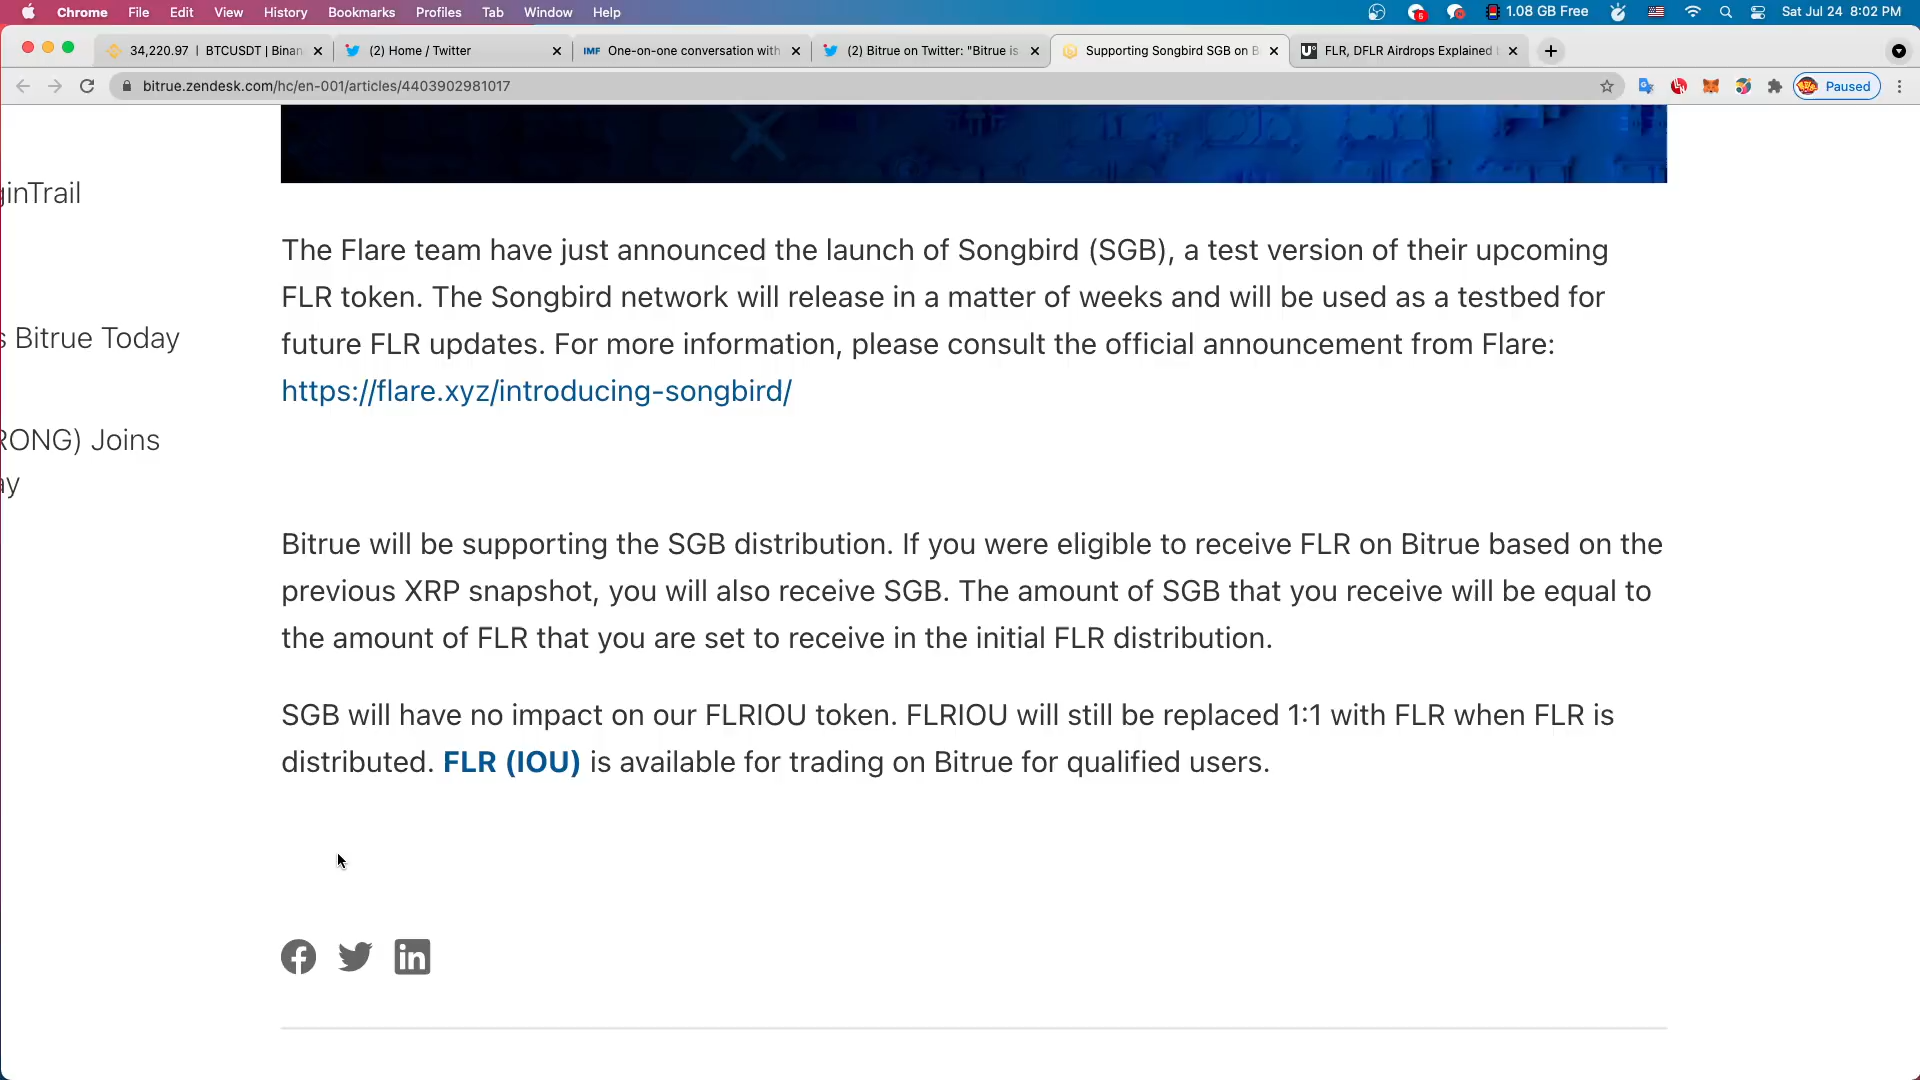 Chrome File Edit View History Bookmarks Profiles Tab Window Help 1.08 GB Free Sat Jul 24 8:02 PM
34,220.97 | BTCUSDT | Binan
(2) Home / Twitter
IMF One-on-one conversation with
(2) Bitrue on Twitter: "Bitrue is
Supporting Songbird SGB on B
FLR, DFLR Airdrops Explained
bitrue.zendesk.com/hc/en-001/articles/4403902981017
Paused
ginTrail
s Bitrue Today
RONG) Joins
ay
The Flare team have just announced the launch of Songbird (SGB), a test version of their upcoming
FLR token. The Songbird network will release in a matter of weeks and will be used as a testbed for
future FLR updates. For more information, please consult the official announcement from Flare:
https://flare.xyz/introducing-songbird/
Bitrue will be supporting the SGB distribution. If you were eligible to receive FLR on Bitrue based on the
previous XRP snapshot, you will also receive SGB. The amount of SGB that you receive will be equal to
the amount of FLR that you are set to receive in the initial FLR distribution.
SGB will have no impact on our FLRIOU token. FLRIOU will still be replaced 1:1 with FLR when FLR is
distributed. FLR (IOU) is available for trading on Bitrue for qualified users.